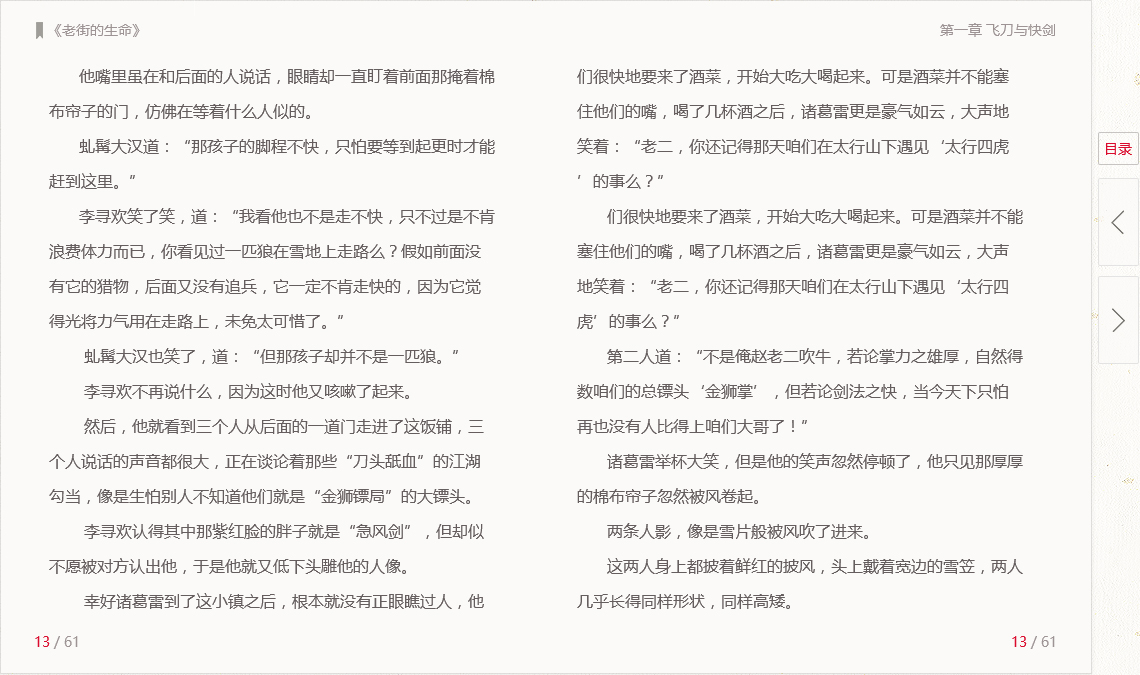 《老街的生命》
第一章 飞刀与快剑
他嘴里虽在和后面的人说话，眼睛却一直盯着前面那掩着棉
布帘子的门，仿佛在等着什么人似的。
虬髯大汉道：“那孩子的脚程不快，只怕要等到起更时才能
赶到这里。”
李寻欢笑了笑，道：“我看他也不是走不快，只不过是不肯
浪费体力而已，你看见过一匹狼在雪地上走路么？假如前面没
有它的猎物，后面又没有追兵，它一定不肯走快的，因为它觉
得光将力气用在走路上，未免太可惜了。”
虬髯大汉也笑了，道：“但那孩子却并不是一匹狼。”
李寻欢不再说什么，因为这时他又咳嗽了起来。
然后，他就看到三个人从后面的一道门走进了这饭铺，三
个人说话的声音都很大，正在谈论着那些“刀头舐血”的江湖
勾当，像是生怕别人不知道他们就是“金狮镖局”的大镖头。
李寻欢认得其中那紫红脸的胖子就是“急风剑”，但却似
不愿被对方认出他，于是他就又低下头雕他的人像。
幸好诸葛雷到了这小镇之后，根本就没有正眼瞧过人，他
们很快地要来了酒菜，开始大吃大喝起来。可是酒菜并不能塞
住他们的嘴，喝了几杯酒之后，诸葛雷更是豪气如云，大声地
笑着：“老二，你还记得那天咱们在太行山下遇见‘太行四虎
’的事么？”
们很快地要来了酒菜，开始大吃大喝起来。可是酒菜并不能
塞住他们的嘴，喝了几杯酒之后，诸葛雷更是豪气如云，大声
地笑着：“老二，你还记得那天咱们在太行山下遇见‘太行四
虎’的事么？”
第二人道：“不是俺赵老二吹牛，若论掌力之雄厚，自然得
数咱们的总镖头‘金狮掌’，但若论剑法之快，当今天下只怕
再也没有人比得上咱们大哥了！”
诸葛雷举杯大笑，但是他的笑声忽然停顿了，他只见那厚厚
的棉布帘子忽然被风卷起。
两条人影，像是雪片般被风吹了进来。
这两人身上都披着鲜红的披风，头上戴着宽边的雪笠，两人
几乎长得同样形状，同样高矮。
13 / 61
13 / 61
目录